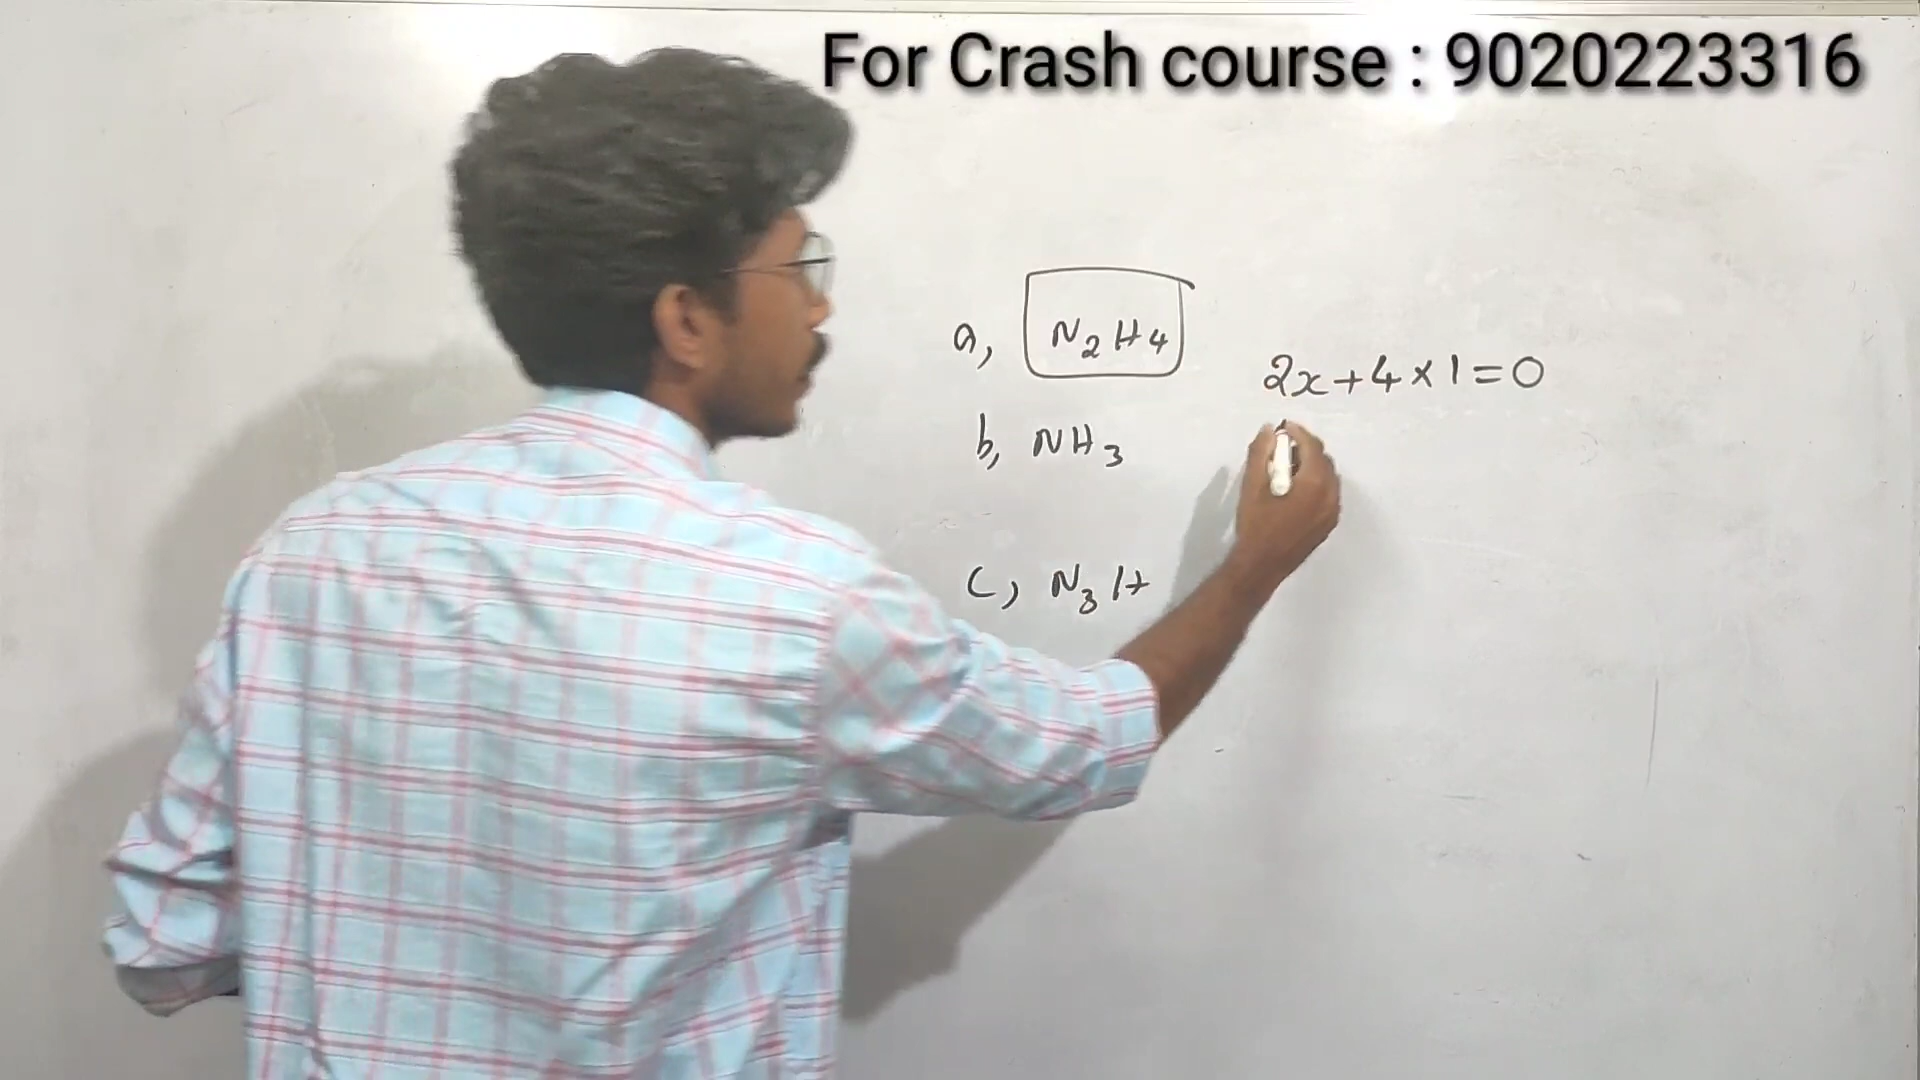 For Crash course : 9020223316
a, N₂H₄
2x + 4 × 1 = 0
b, NH₃
c, N₃H